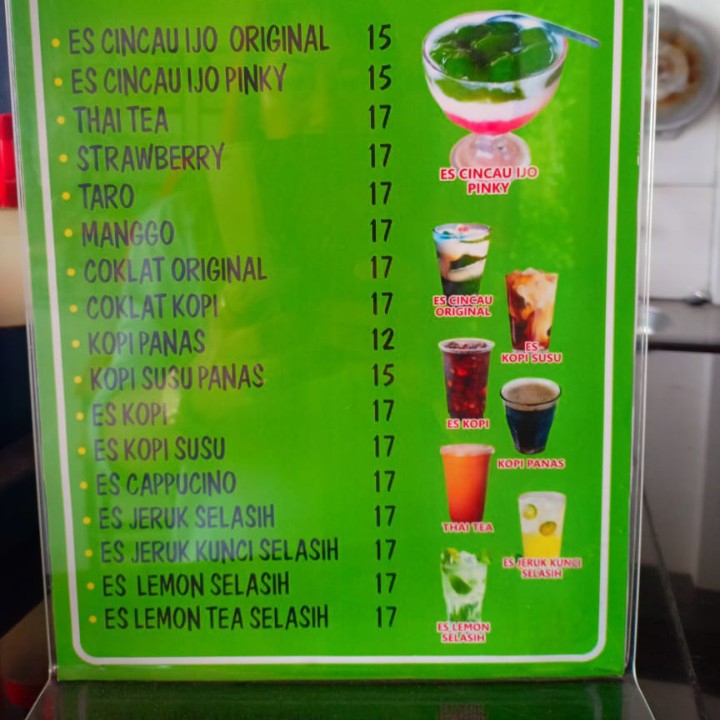 ES CINCAU IJO ORIGINAL 15
ES CINCAU IJO PINKY 15
THAI TEA 17
STRAWBERRY 17
TARO 17
MANGGO 17
COKLAT ORIGINAL 17
COKLAT KOPI 17
KOPI PANAS 12
KOPI SUSU PANAS 15
ES KOPI 17
ES KOPI SUSU 17
ES CAPPUCINO 17
ES JERUK SELASIH 17
ES JERUK KUNCI SELASIH 17
ES LEMON SELASIH 17
ES LEMON TEA SELASIH 17
ES CINCAU IJO
PINKY
ES CINCAU
ORIGINAL
ES
KOPI SUSU
ES KOPI
KOPI PANAS
THAI TEA
ES JERUK KUNCI
SELASIH
ES LEMON
SELASIH